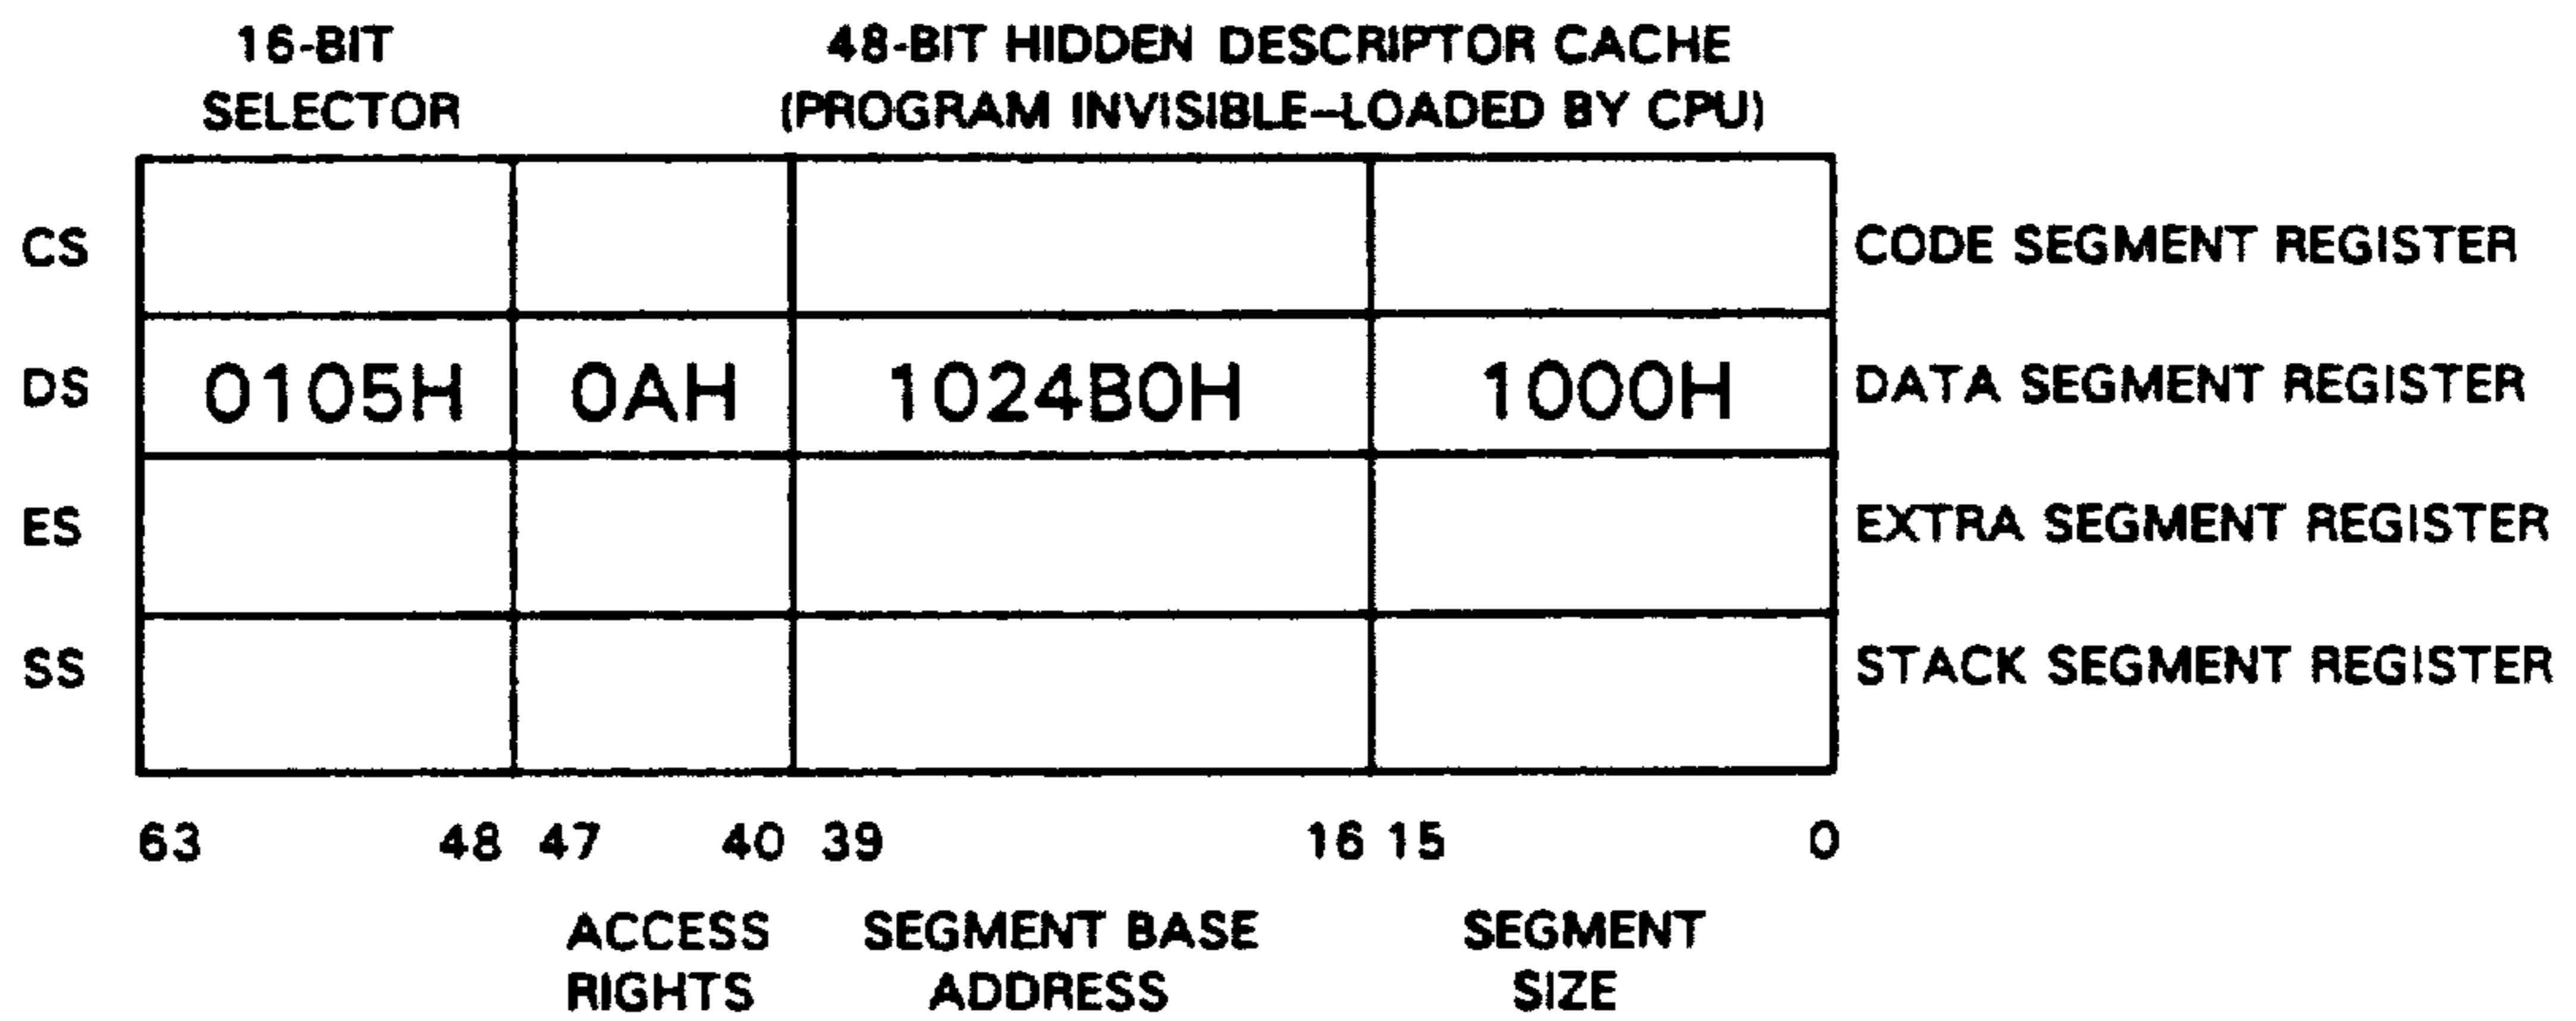 16-BIT
SELECTOR
48-BIT HIDDEN DESCRIPTOR CACHE
(PROGRAM INVISIBLE–LOADED BY CPU)
CS CODE SEGMENT REGISTER
DS 0105H 0AH 1024B0H 1000H DATA SEGMENT REGISTER
ES EXTRA SEGMENT REGISTER
SS STACK SEGMENT REGISTER
63 48 47 40 39 16 15 0
ACCESS
RIGHTS
SEGMENT BASE
ADDRESS
SEGMENT
SIZE